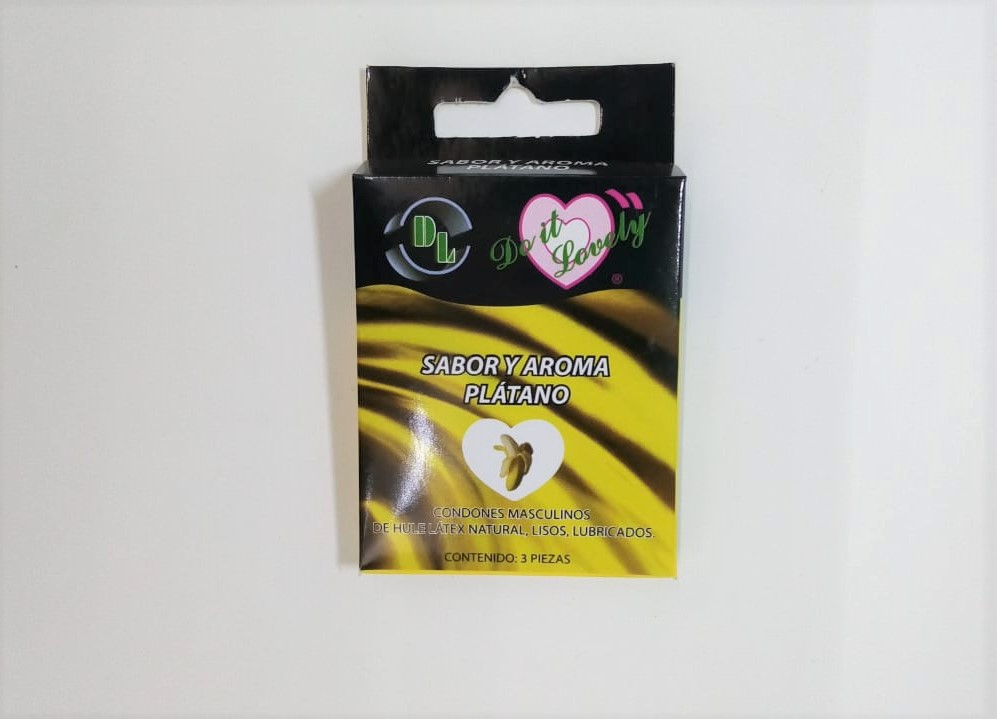 SABOR Y AROMA
PLÁTANO
DL
Do it
Lovely
®
SABOR Y AROMA
PLÁTANO
CONDONES MASCULINOS
DE HULE LÁTEX NATURAL, LISOS, LUBRICADOS.
CONTENIDO: 3 PIEZAS